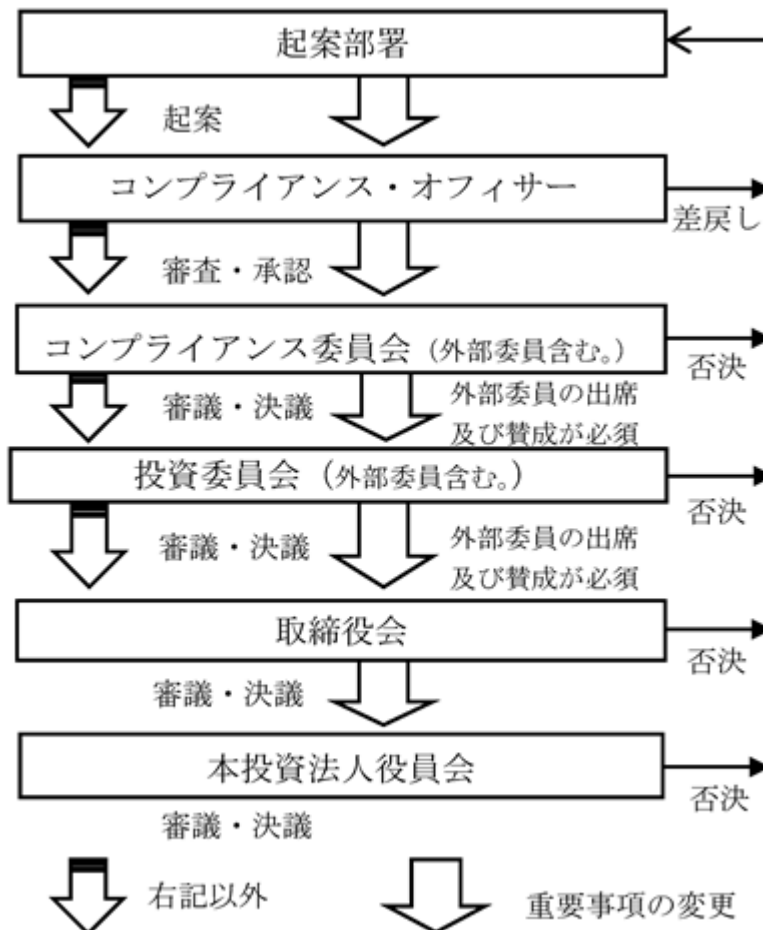 起案部署
起案
コンプライアンス・オフィサー
差戻し
審査・承認
コンプライアンス委員会（外部委員含む。）
否決
審議・決議
外部委員の出席
及び賛成が必須
投資委員会（外部委員含む。）
否決
審議・決議
外部委員の出席
及び賛成が必須
取締役会
否決
審議・決議
本投資法人役員会
否決
審議・決議
右記以外
重要事項の変更